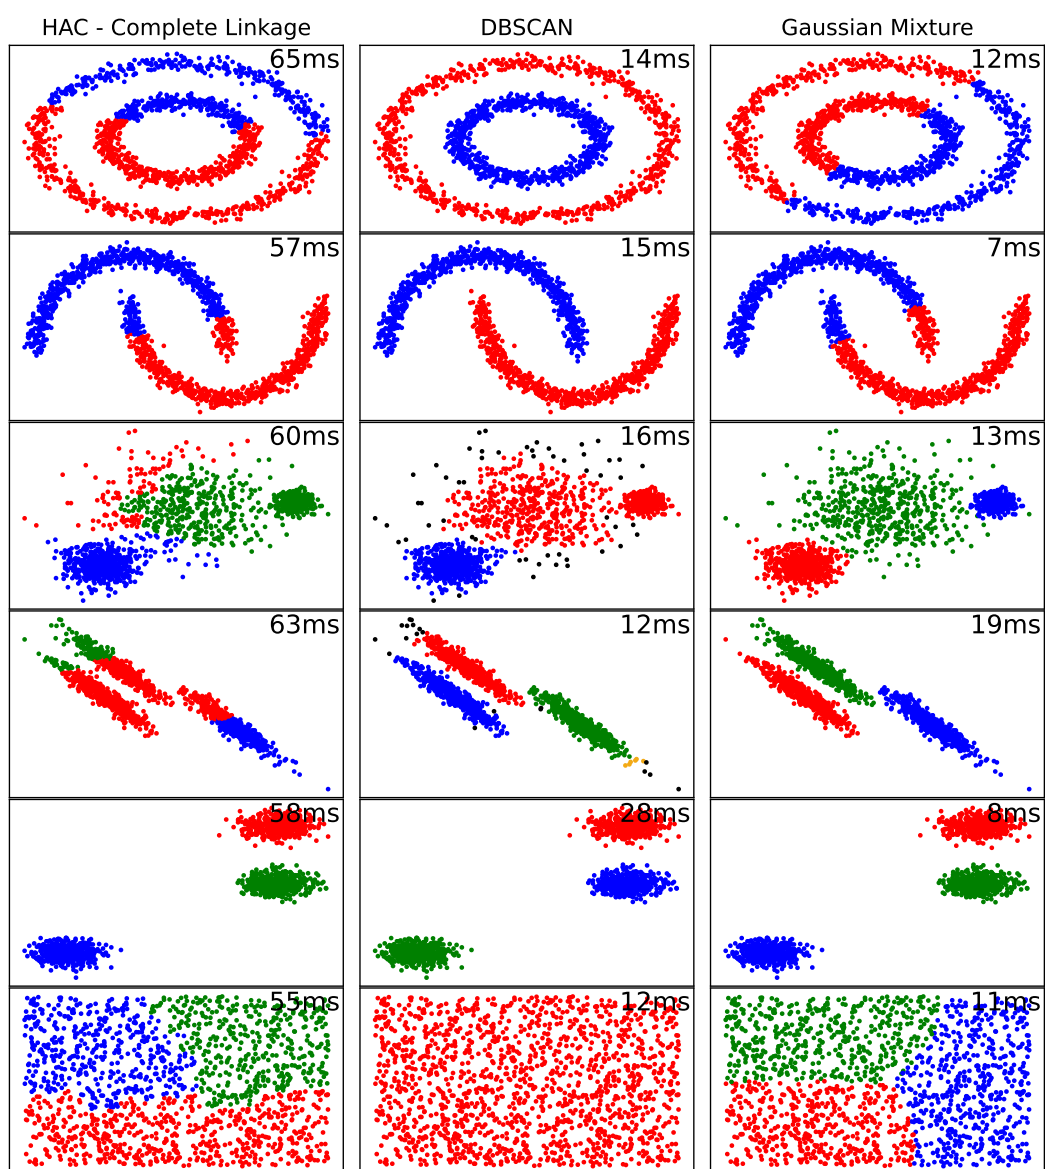 HAC - Complete Linkage DBSCAN Gaussian Mixture
65ms 14ms 12ms
57ms 15ms 7ms
60ms 16ms 13ms
63ms 12ms 19ms
58ms 28ms 8ms
55ms 12ms 11ms